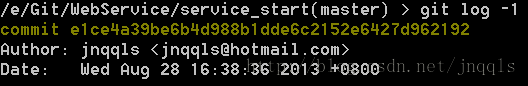 /e/Git/WebService/service_start(master) > git log -1
commit e1ce4a39be6b4d988b1dde6c2152e6427d962192
Author: jnqqls <jnqqls@hotmail.com>
Date:   Wed Aug 28 16:38:36 2013 +0800
http://blog.csdn.net/jnqqls